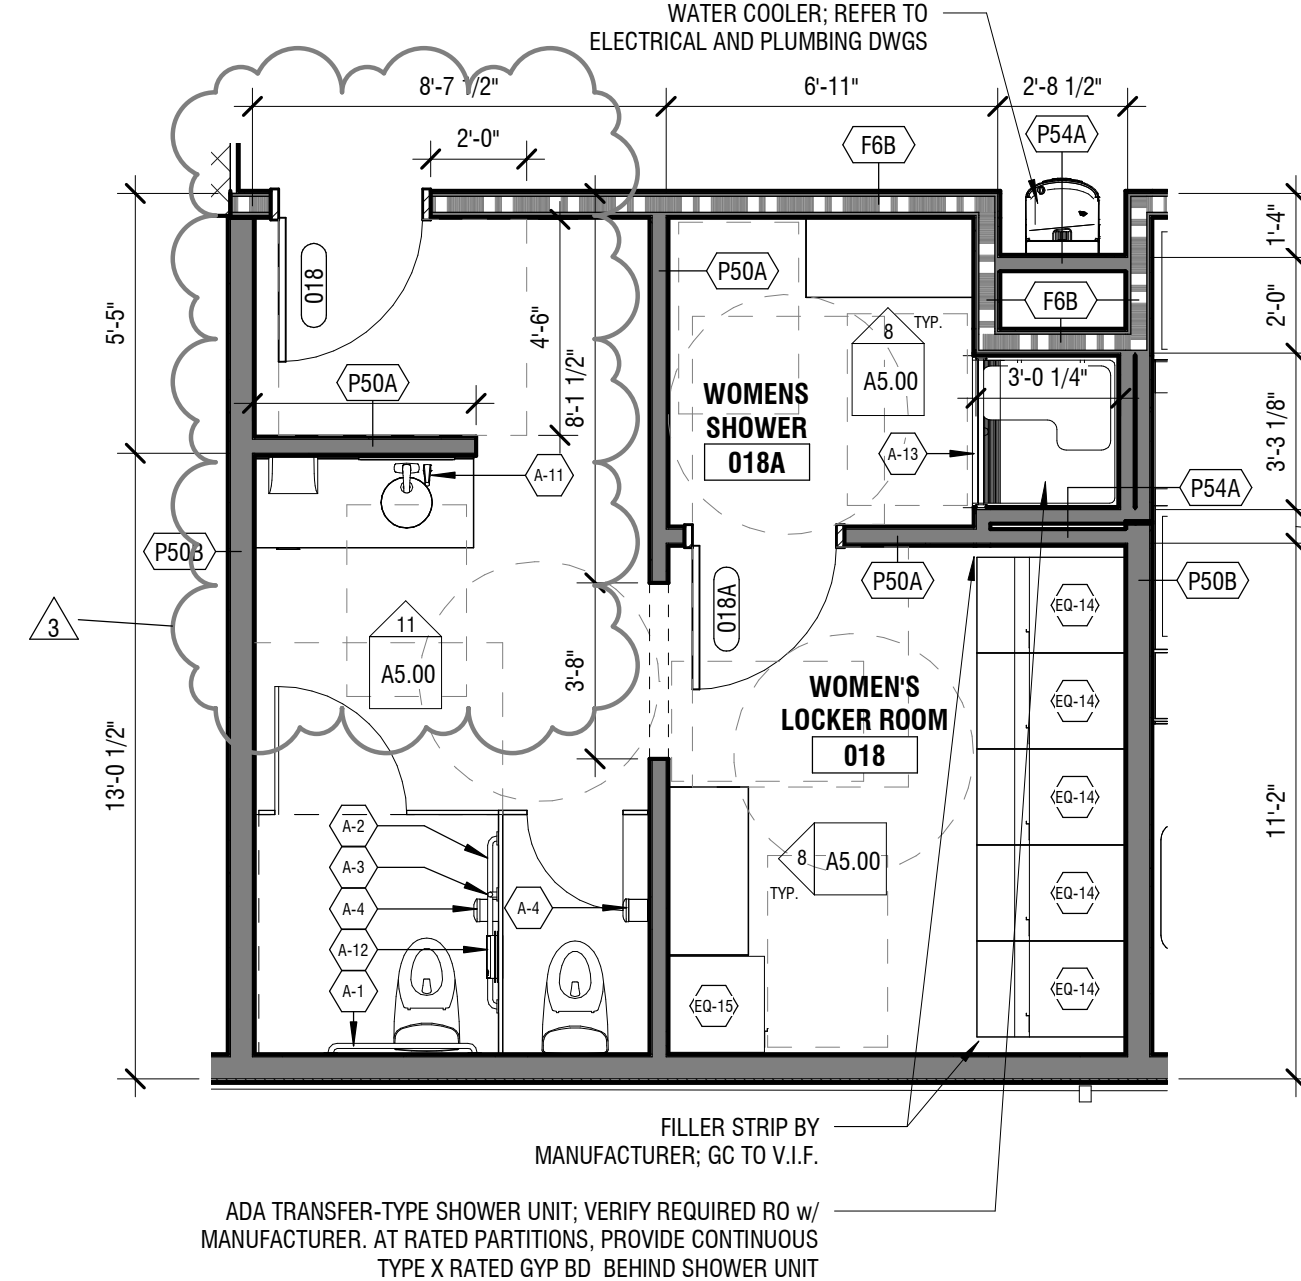 WATER COOLER; REFER TO
ELECTRICAL AND PLUMBING DWGS
8'-7 1/2"
6'-11"
2'-8 1/2"
2'-0"
F6B
P54A
018
P50A
F6B
1'-4"
2'-0"
5'-5"
4'-6"
8'-1 1/2"
P50A
8
TYP.
A5.00
3'-0 1/4"
WOMENS
SHOWER
018A
A-13
3'-3 1/8"
A-11
P54A
P50B
P50A
P50B
018A
EQ-14
3
11
A5.00
3'-8"
WOMEN'S
LOCKER ROOM
018
EQ-14
13'-0 1/2"
EQ-14
11'-2"
A-2
A-3
A-4
A-12
A-1
A-4
8
A5.00
TYP.
EQ-14
EQ-14
EQ-15
FILLER STRIP BY
MANUFACTURER; GC TO V.I.F.
ADA TRANSFER-TYPE SHOWER UNIT; VERIFY REQUIRED RO w/
MANUFACTURER. AT RATED PARTITIONS, PROVIDE CONTINUOUS
TYPE X RATED GYP BD BEHIND SHOWER UNIT